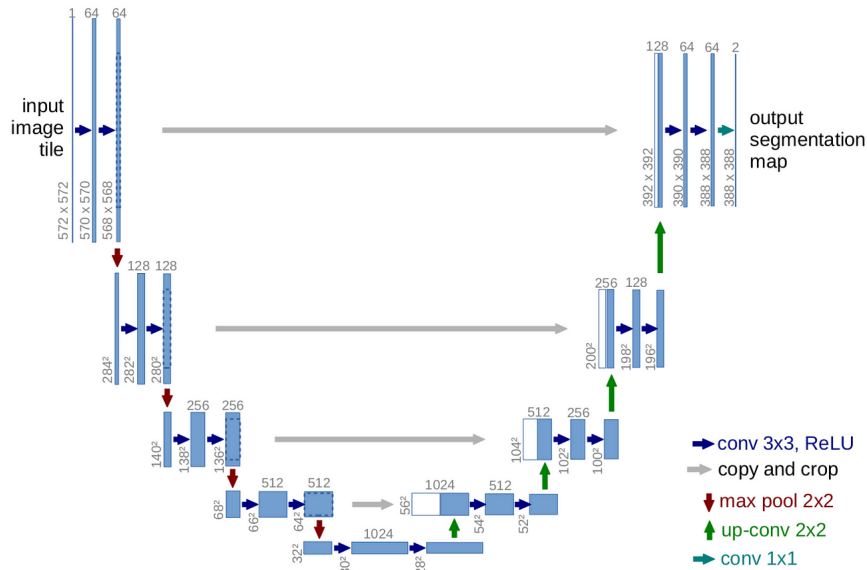 1 64 64
input
image
tile
572 x 572
570 x 570
568 x 568
128 64 64 2
output
segmentation
map
392 x 392
390 x 390
388 x 388
388 x 388
128 128
284²
282²
280²
256 128
200²
198²
196²
256 256
140²
138²
136²
512 256
104²
102²
100²
512 512
68²
66²
64²
1024 512
56²
54²
52²
1024
32²
conv 3x3, ReLU
copy and crop
max pool 2x2
up-conv 2x2
conv 1x1